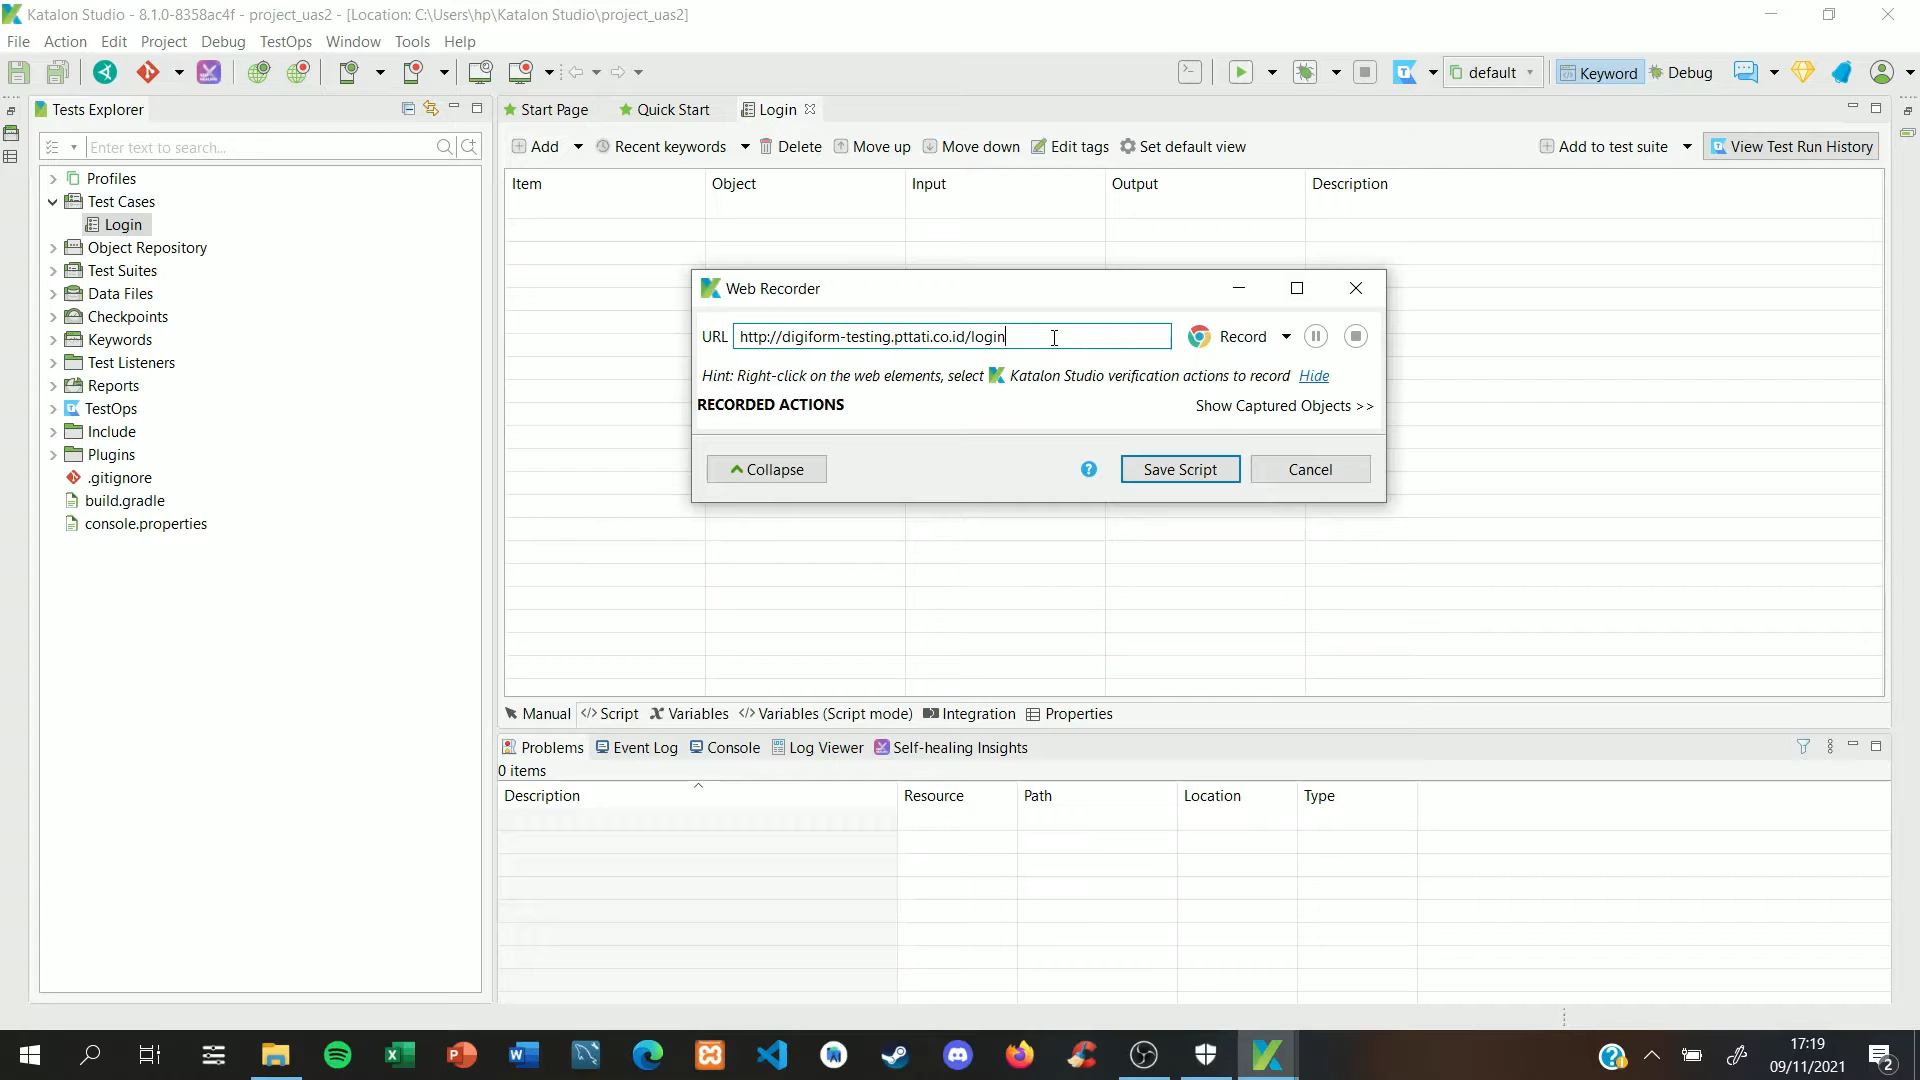 Katalon Studio - 8.1.0-8358ac4f - project_uas2 - [Location: C:\Users\hp\Katalon Studio\project_uas2]
File Action Edit Project Debug TestOps Window Tools Help
default Keyword Debug
Tests Explorer
Start Page Quick Start Login
Enter text to search...
Add Recent keywords Delete Move up Move down Edit tags Set default view Add to test suite View Test Run History
Item Object Input Output Description
Profiles
Test Cases
Login
Object Repository
Test Suites
Data Files
Checkpoints
Keywords
Test Listeners
Reports
TestOps
Include
Plugins
.gitignore
build.gradle
console.properties
Web Recorder
URL http://digiform-testing.pttati.co.id/login Record
Hint: Right-click on the web elements, select Katalon Studio verification actions to record Hide
RECORDED ACTIONS Show Captured Objects >>
Collapse ? Save Script Cancel
Manual </> Script Variables </> Variables (Script mode) Integration Properties
Problems Event Log Console Log Viewer Self-healing Insights
0 items
Description Resource Path Location Type
17:19
09/11/2021
2